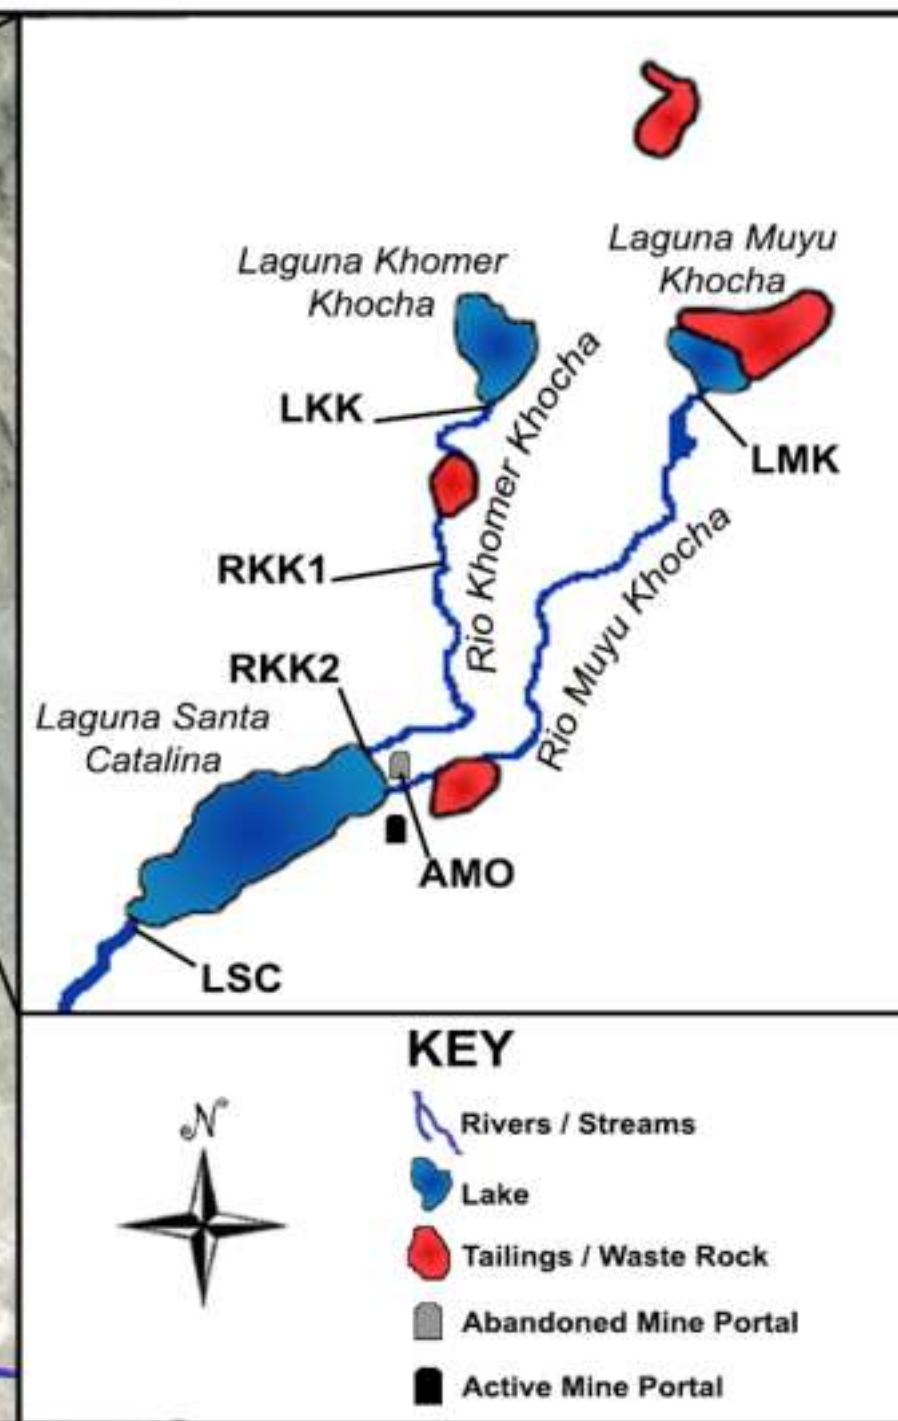 Laguna Khomer
Khocha
Laguna Muyu
Khocha
LKK
LMK
Rio Khomer Khocha
RKK1
Rio Muyu Khocha
RKK2
Laguna Santa
Catalina
AMO
LSC
KEY
N
Rivers / Streams
Lake
Tailings / Waste Rock
Abandoned Mine Portal
Active Mine Portal